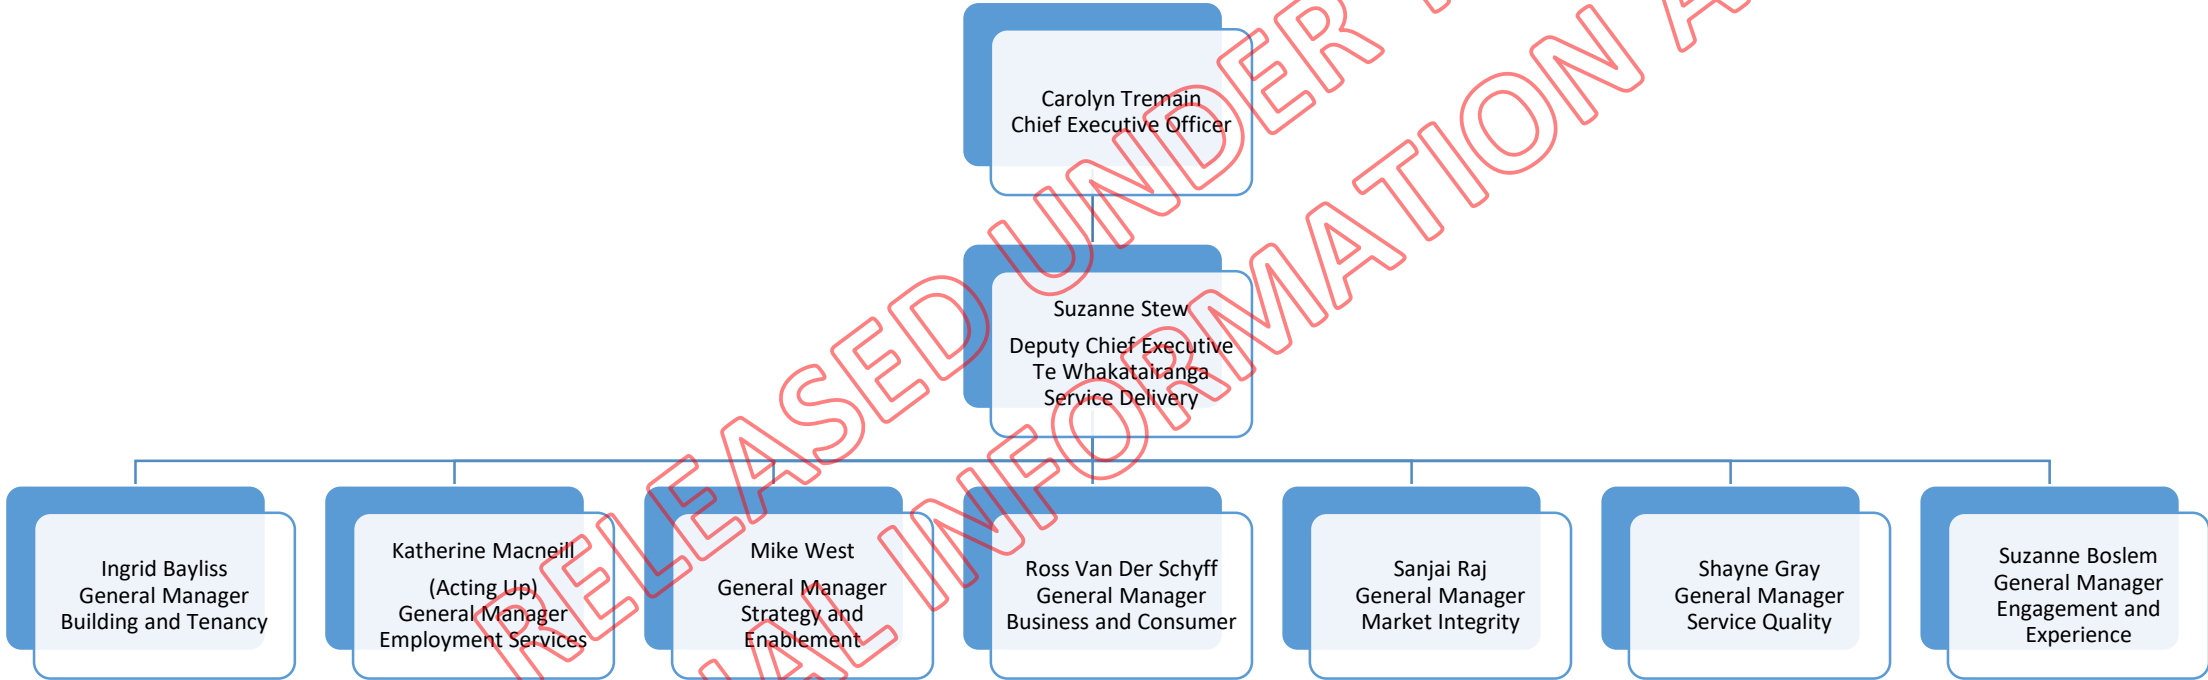 Carolyn Tremain
Chief Executive Officer
Suzanne Stew
Deputy Chief Executive
Te Whakatairanga
Service Delivery
Ingrid Bayliss
General Manager
Building and Tenancy
Katherine Macneill
(Acting Up)
General Manager
Employment Services
Mike West
General Manager
Strategy and
Enablement
Ross Van Der Schyff
General Manager
Business and Consumer
Sanjai Raj
General Manager
Market Integrity
Shayne Gray
General Manager
Service Quality
Suzanne Boslem
General Manager
Engagement and
Experience
RELEASED UNDER
INFORMATION